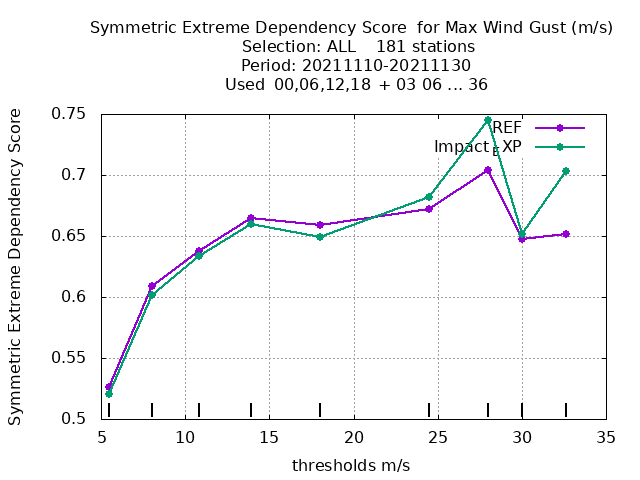 Symmetric Extreme Dependency Score  for Max Wind Gust (m/s)
Selection: ALL    181 stations
Period: 20211110-20211130
Used  00,06,12,18  + 03 06 ... 36
Symmetric Extreme Dependency Score
0.75
0.7
0.65
0.6
0.55
0.5
REF
Impact_EXP
5 10 15 20 25 30 35
thresholds m/s